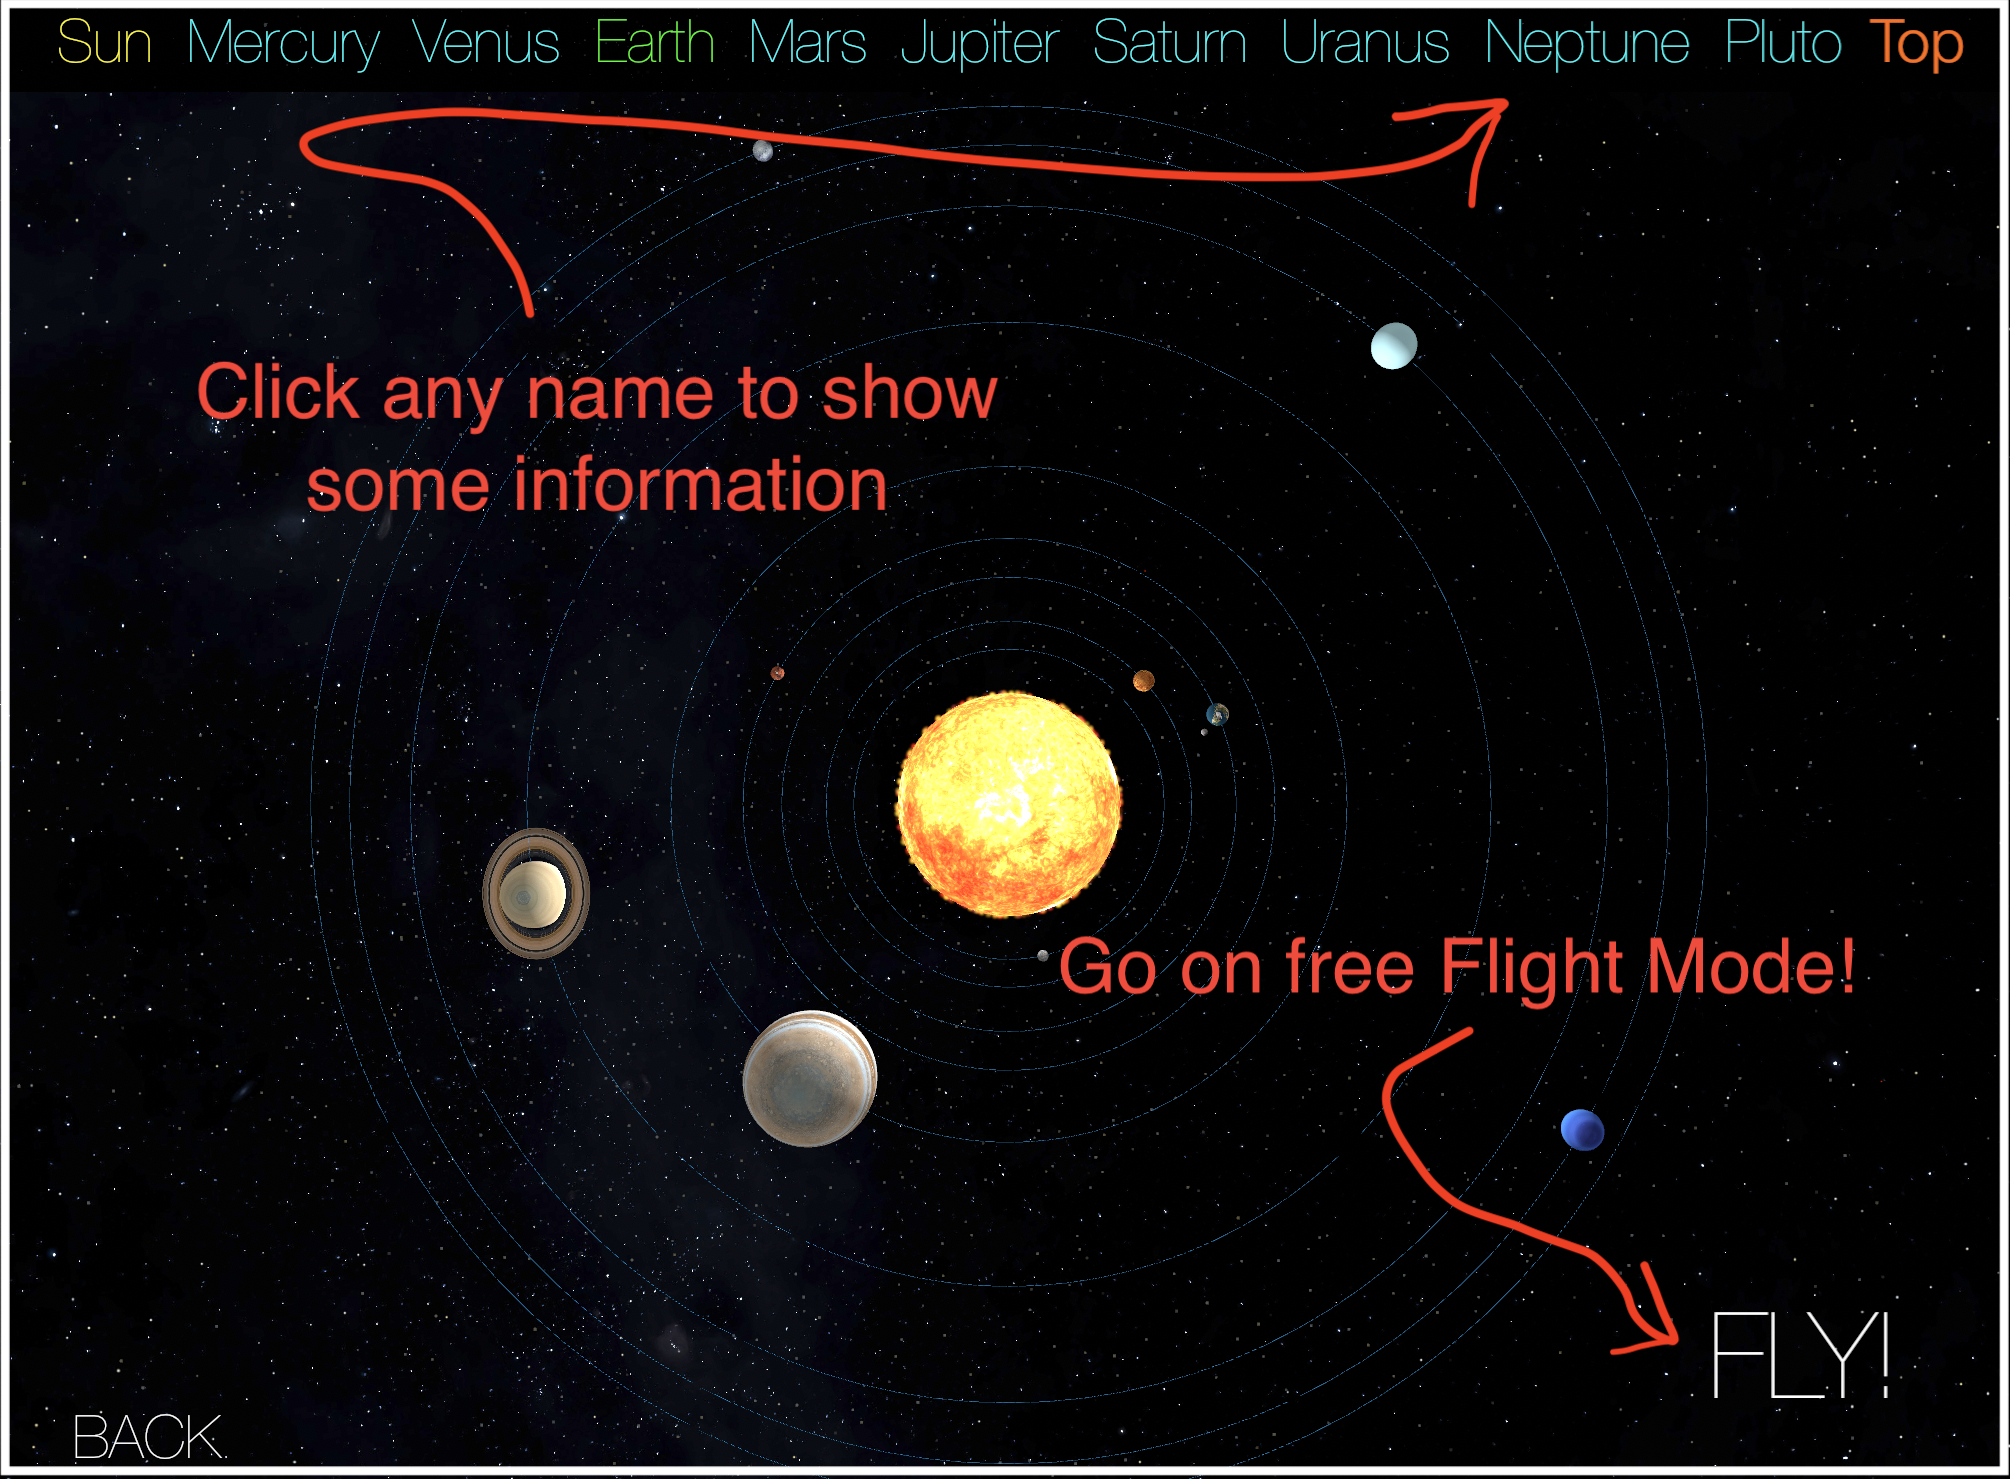 Sun Mercury Venus Earth Mars Jupiter Saturn Uranus Neptune Pluto Top
Click any name to show
some information
Go on free Flight Mode!
FLY!
BACK